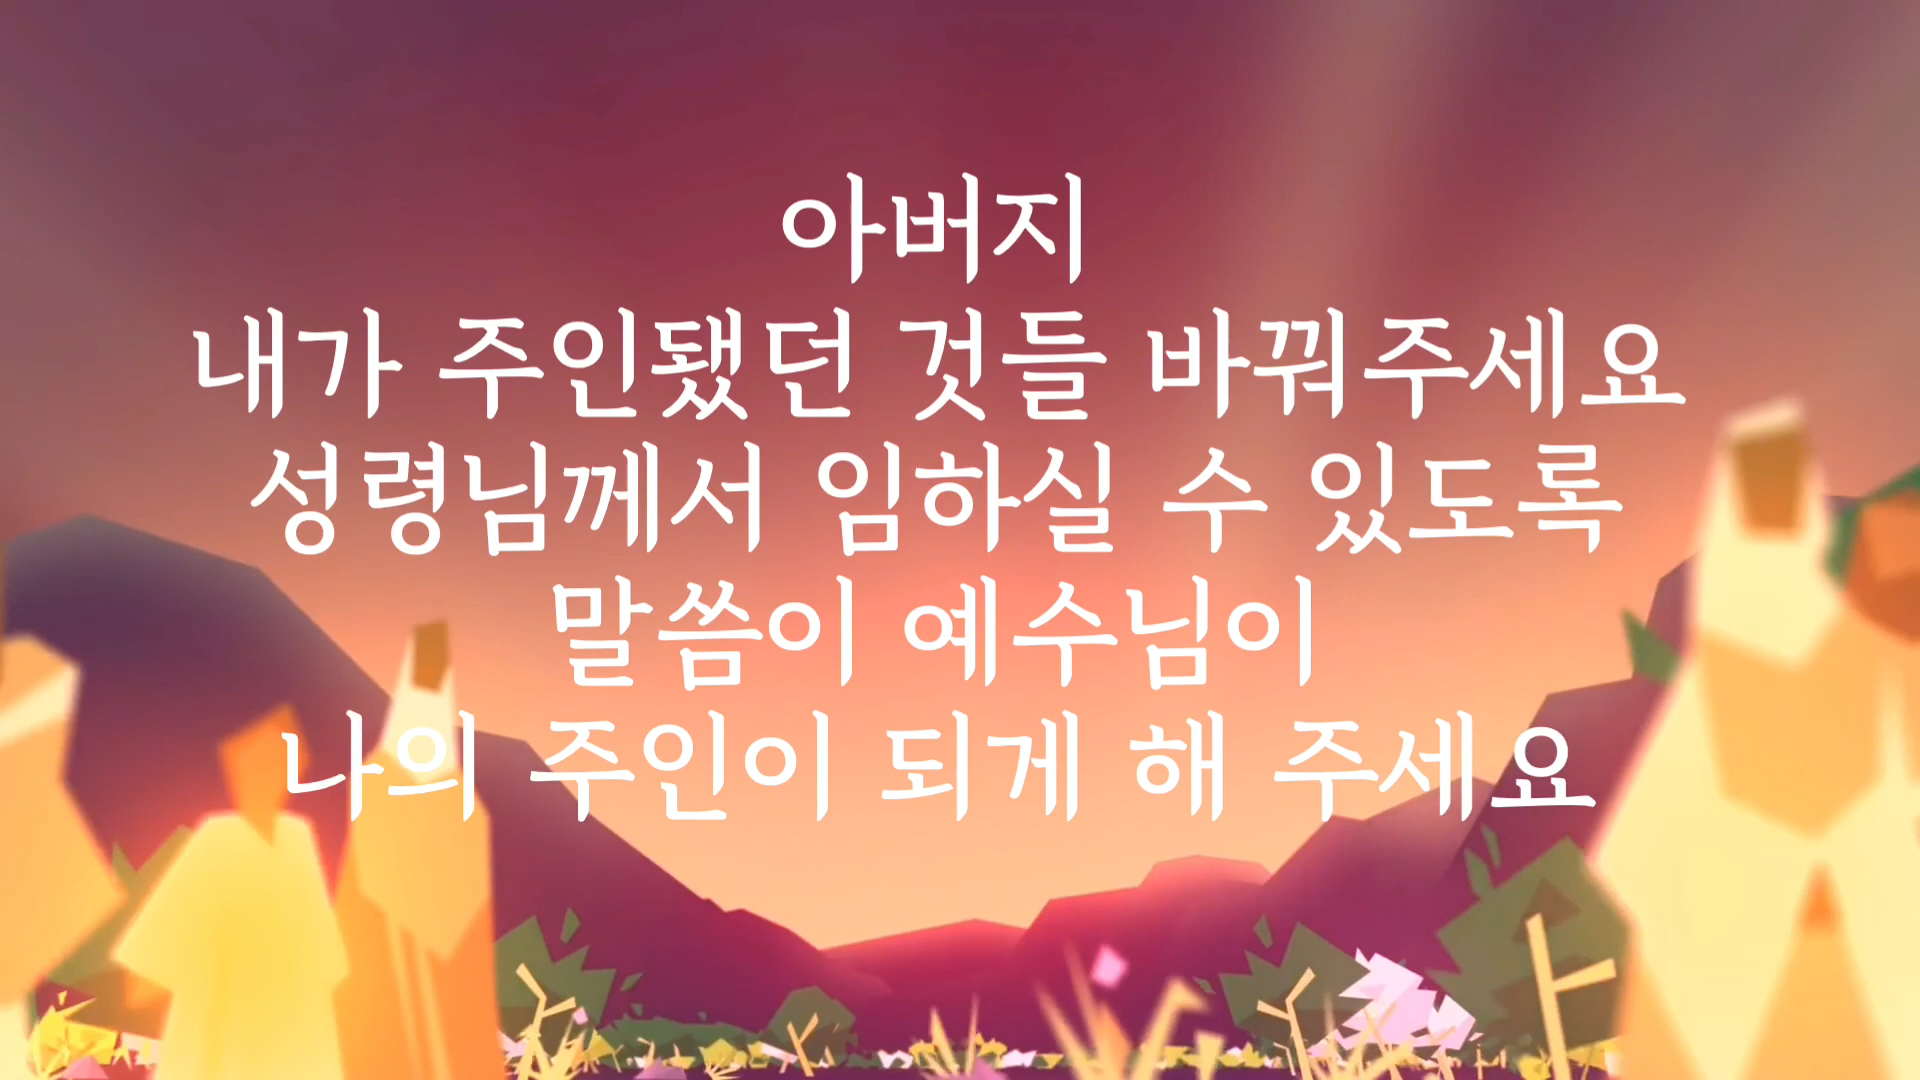 아버지
내가 주인됐던 것들 바꿔주세요
성령님께서 임하실 수 있도록
말씀이 예수님이
나의 주인이 되게 해 주세요